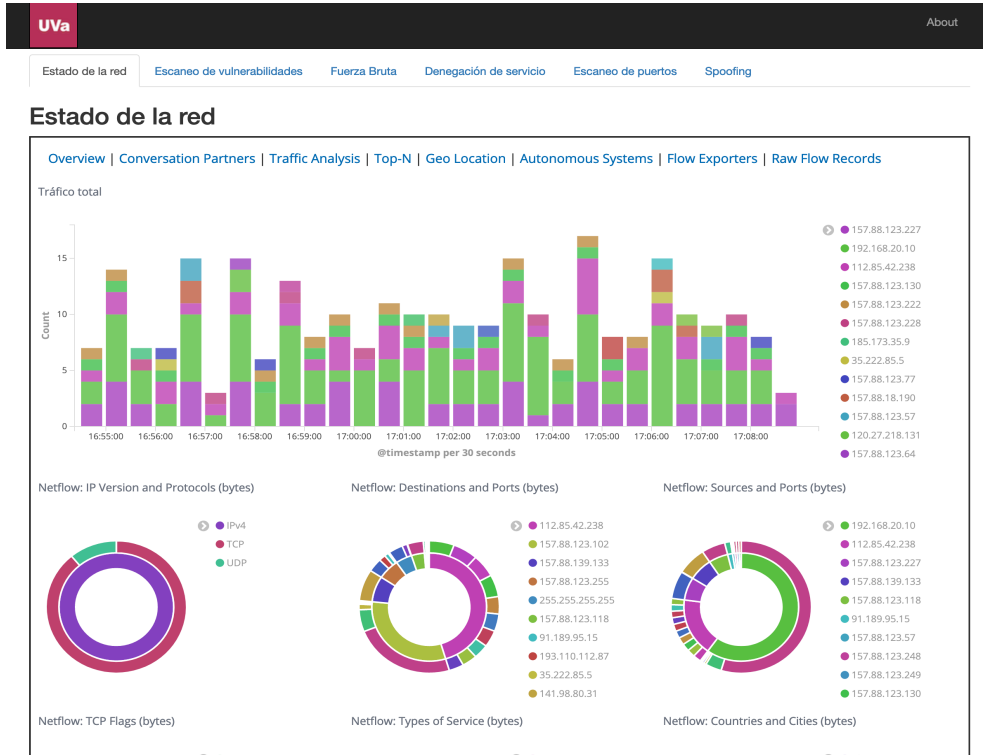 UVa
About
Estado de la red Escaneo de vulnerabilidades Fuerza Bruta Denegación de servicio Escaneo de puertos Spoofing
Estado de la red
Overview | Conversation Partners | Traffic Analysis | Top-N | Geo Location | Autonomous Systems | Flow Exporters | Raw Flow Records
Tráfico total
15
10
5
0
Count
16:55:00 16:56:00 16:57:00 16:58:00 16:59:00 17:00:00 17:01:00 17:02:00 17:03:00 17:04:00 17:05:00 17:06:00 17:07:00 17:08:00
@timestamp per 30 seconds
157.88.123.227
192.168.20.10
112.85.42.238
157.88.123.130
157.88.123.222
157.88.123.228
185.173.35.9
35.222.85.5
157.88.123.77
157.88.18.190
157.88.123.57
120.27.218.131
157.88.123.64
Netflow: IP Version and Protocols (bytes)
IPv4
TCP
UDP
Netflow: Destinations and Ports (bytes)
112.85.42.238
157.88.123.102
157.88.139.133
157.88.123.255
255.255.255.255
157.88.123.118
91.189.95.15
193.110.112.87
35.222.85.5
141.98.80.31
Netflow: Sources and Ports (bytes)
192.168.20.10
112.85.42.238
157.88.123.227
157.88.139.133
157.88.123.118
91.189.95.15
157.88.123.57
157.88.123.248
157.88.123.249
157.88.123.130
Netflow: TCP Flags (bytes)
Netflow: Types of Service (bytes)
Netflow: Countries and Cities (bytes)